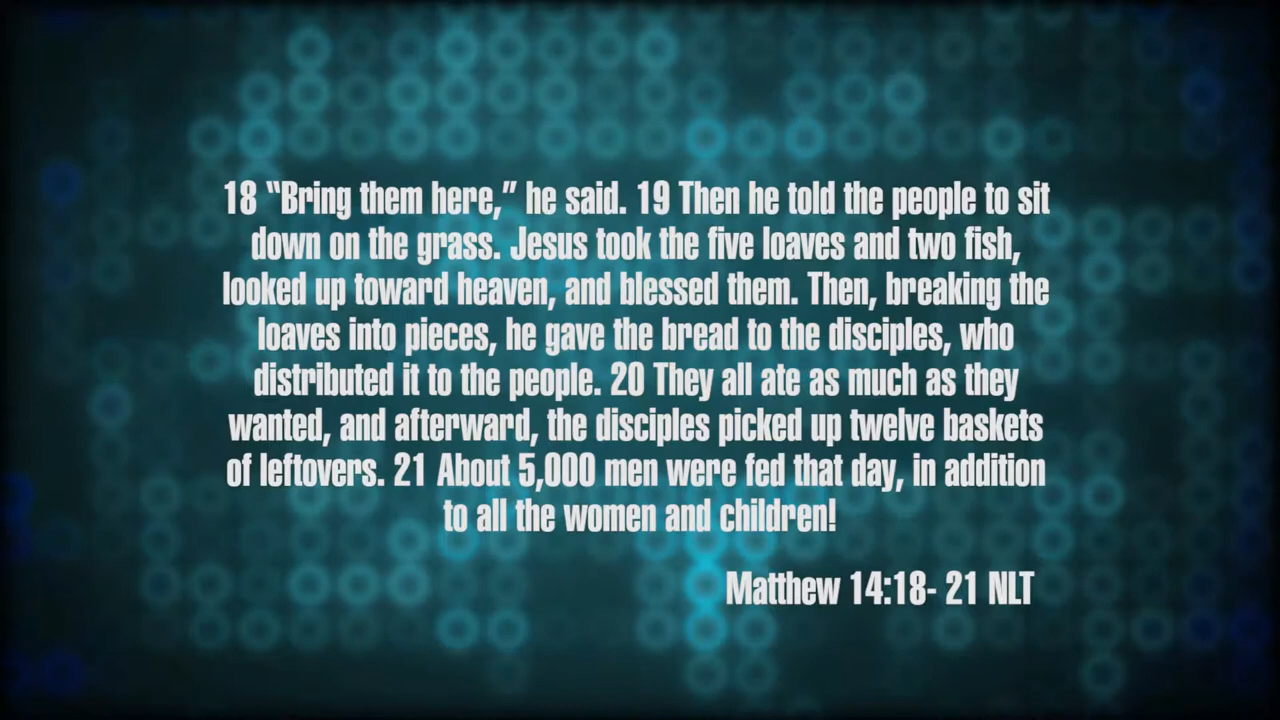 18 “Bring them here,” he said. 19 Then he told the people to sit
down on the grass. Jesus took the five loaves and two fish,
looked up toward heaven, and blessed them. Then, breaking the
loaves into pieces, he gave the bread to the disciples, who
distributed it to the people. 20 They all ate as much as they
wanted, and afterward, the disciples picked up twelve baskets
of leftovers. 21 About 5,000 men were fed that day, in addition
to all the women and children!
Matthew 14:18- 21 NLT